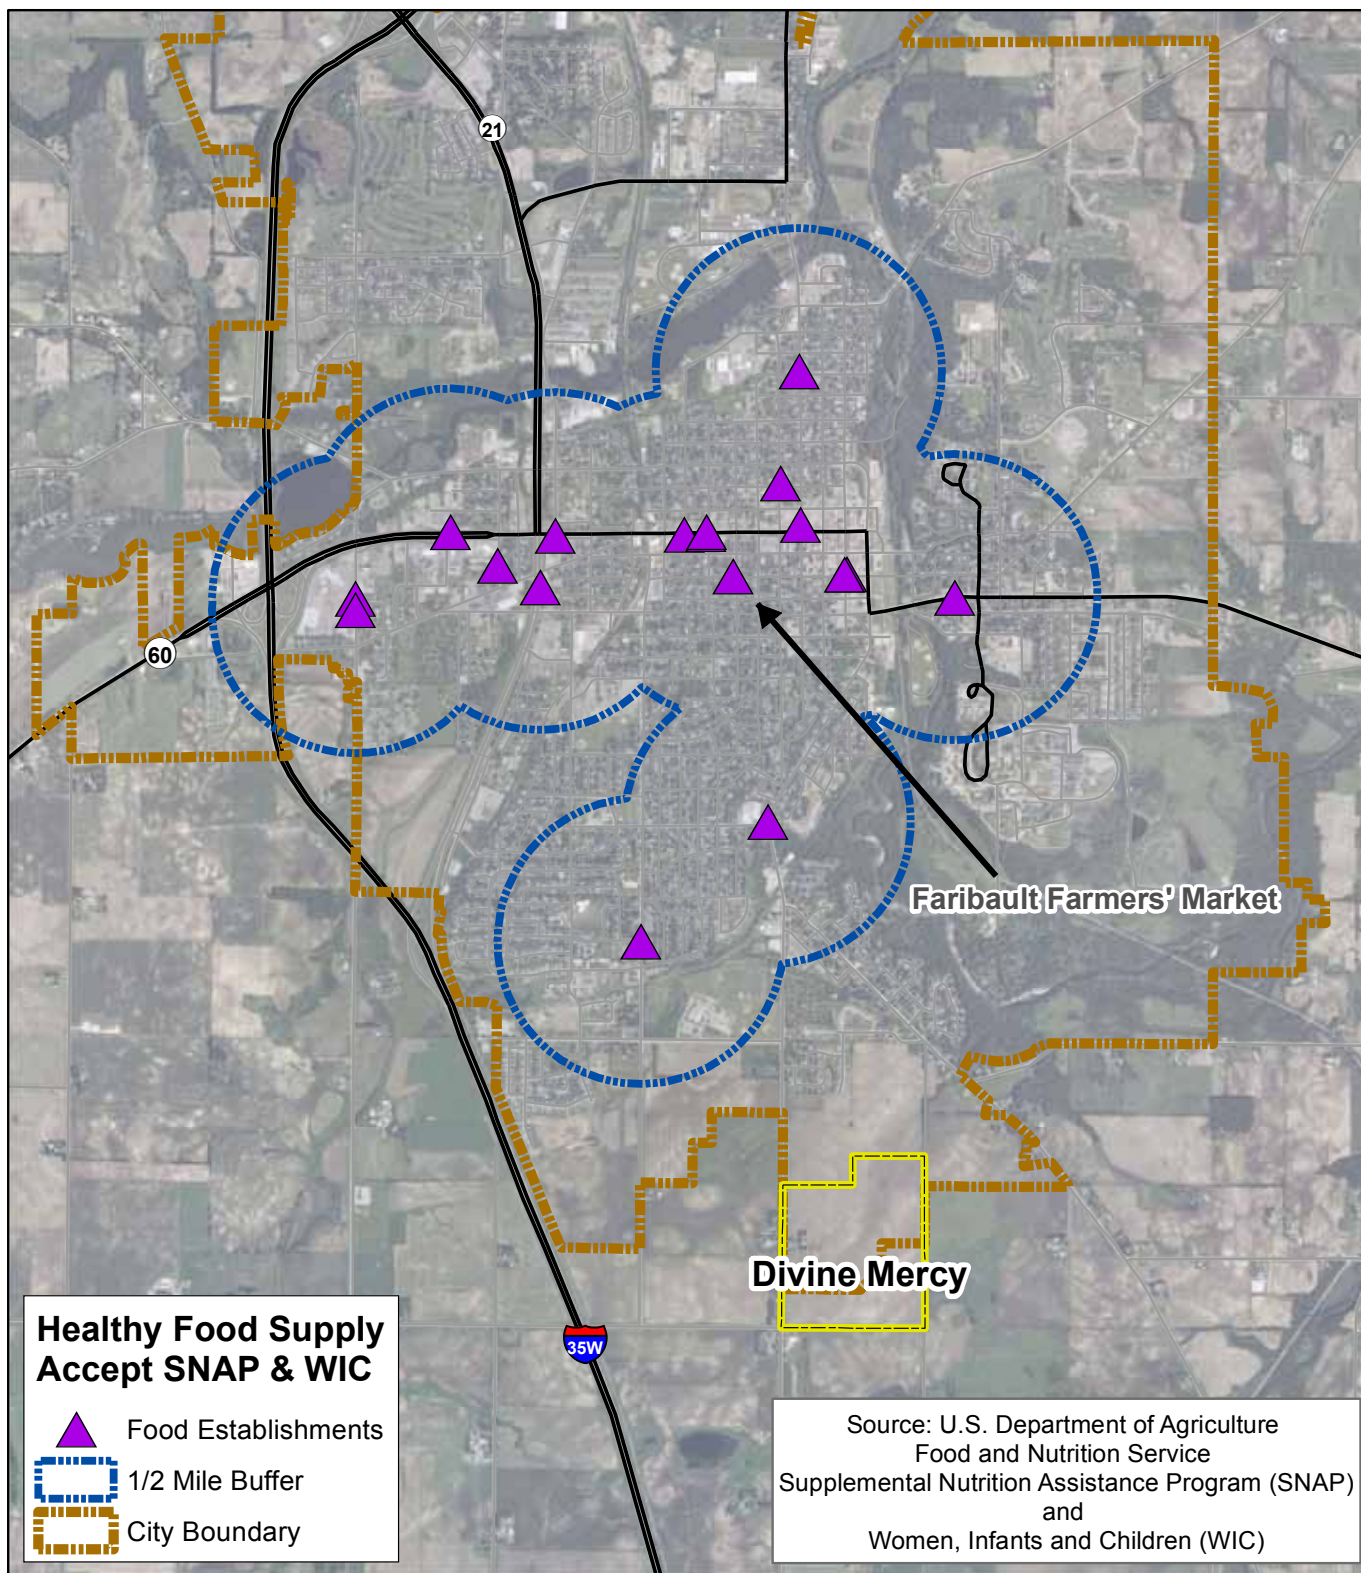 21
60
Faribault Farmers' Market
Divine Mercy
35W
Healthy Food Supply
Accept SNAP & WIC
Food Establishments
1/2 Mile Buffer
City Boundary
Source: U.S. Department of Agriculture
Food and Nutrition Service
Supplemental Nutrition Assistance Program (SNAP)
and
Women, Infants and Children (WIC)